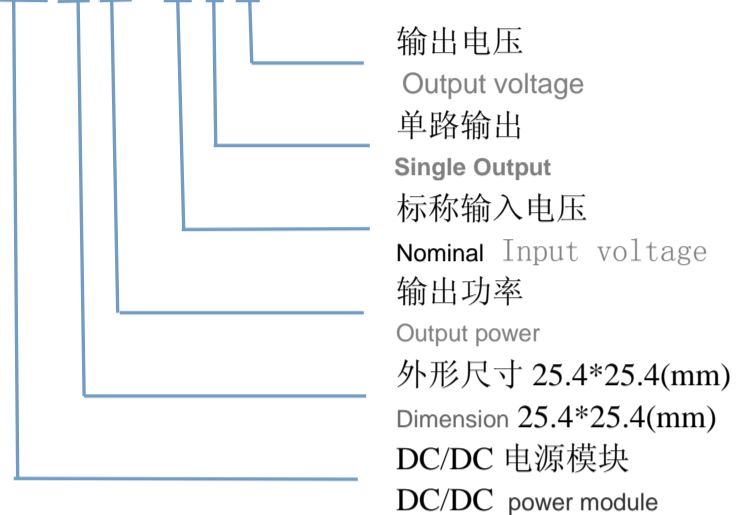 输出电压
Output voltage
单路输出
Single Output
标称输入电压
Nominal Input voltage
输出功率
Output power
外形尺寸 25.4*25.4(mm)
Dimension 25.4*25.4(mm)
DC/DC 电源模块
DC/DC power module